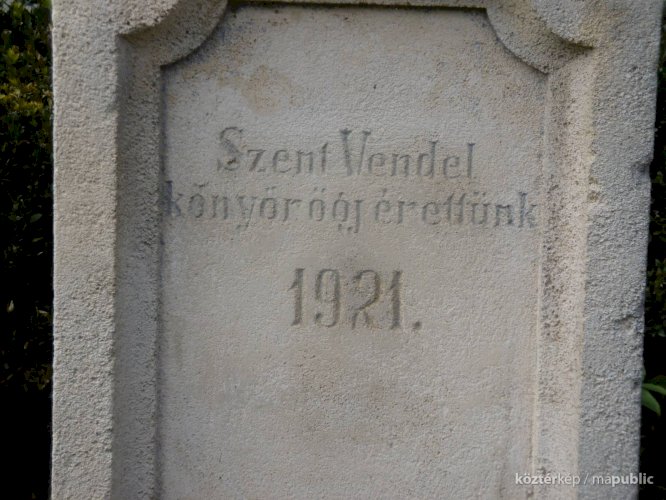 Szent Vendel
könyörögj érettünk
1921.
köztérkép / mapublic